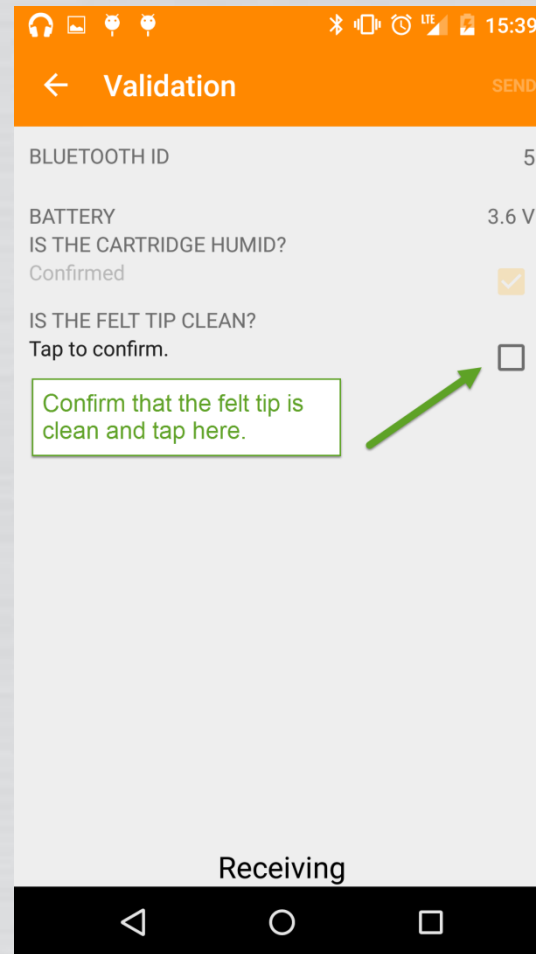 LTE 15:39
Validation SEND
BLUETOOTH ID 5
BATTERY 3.6 V
IS THE CARTRIDGE HUMID?
Confirmed
IS THE FELT TIP CLEAN?
Tap to confirm.
Confirm that the felt tip is
clean and tap here.
Receiving